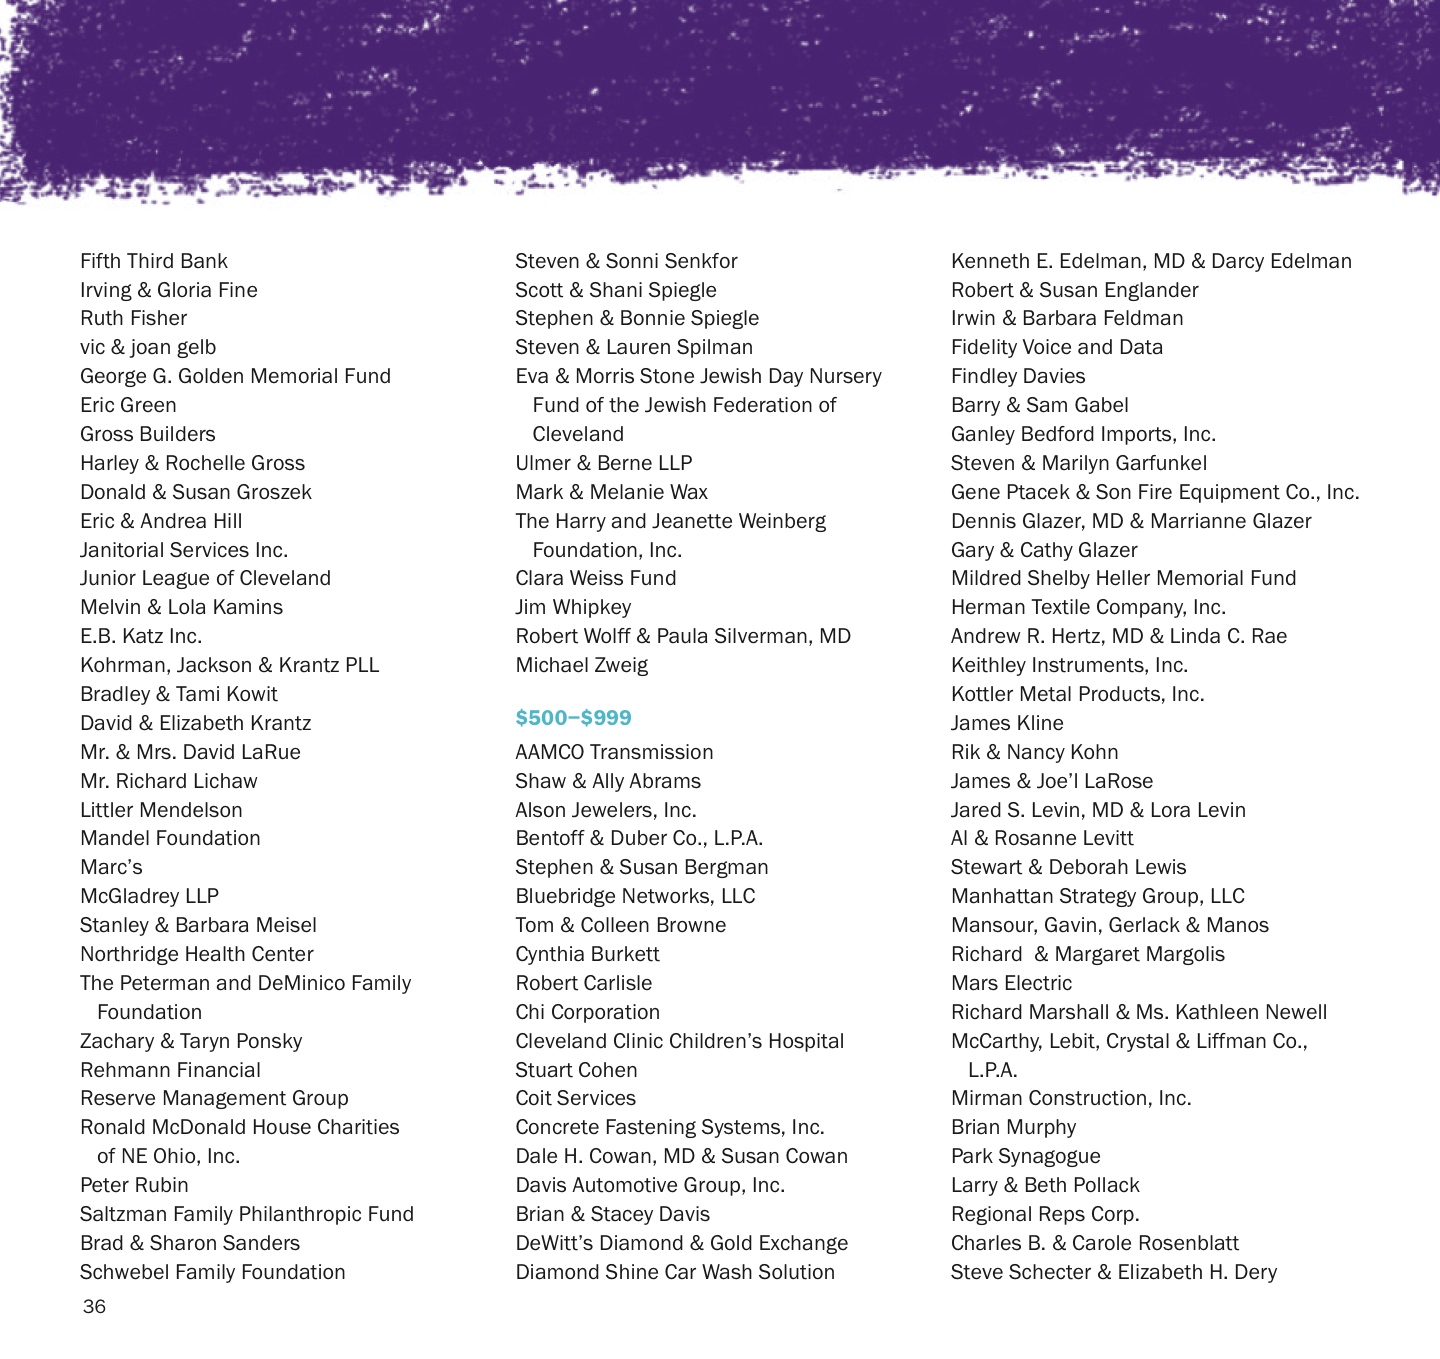 Fifth Third Bank
Irving & Gloria Fine
Ruth Fisher
vic & joan gelb
George G. Golden Memorial Fund
Eric Green
Gross Builders
Harley & Rochelle Gross
Donald & Susan Groszek
Eric & Andrea Hill
Janitorial Services Inc.
Junior League of Cleveland
Melvin & Lola Kamins
E.B. Katz Inc.
Kohrman, Jackson & Krantz PLL
Bradley & Tami Kowit
David & Elizabeth Krantz
Mr. & Mrs. David LaRue
Mr. Richard Lichaw
Littler Mendelson
Mandel Foundation
Marc’s
McGladrey LLP
Stanley & Barbara Meisel
Northridge Health Center
The Peterman and DeMinico Family
Foundation
Zachary & Taryn Ponsky
Rehmann Financial
Reserve Management Group
Ronald McDonald House Charities
of NE Ohio, Inc.
Peter Rubin
Saltzman Family Philanthropic Fund
Brad & Sharon Sanders
Schwebel Family Foundation
Steven & Sonni Senkfor
Scott & Shani Spiegle
Stephen & Bonnie Spiegle
Steven & Lauren Spilman
Eva & Morris Stone Jewish Day Nursery
Fund of the Jewish Federation of
Cleveland
Ulmer & Berne LLP
Mark & Melanie Wax
The Harry and Jeanette Weinberg
Foundation, Inc.
Clara Weiss Fund
Jim Whipkey
Robert Wolff & Paula Silverman, MD
Michael Zweig
$500–$999
AAMCO Transmission
Shaw & Ally Abrams
Alson Jewelers, Inc.
Bentoff & Duber Co., L.P.A.
Stephen & Susan Bergman
Bluebridge Networks, LLC
Tom & Colleen Browne
Cynthia Burkett
Robert Carlisle
Chi Corporation
Cleveland Clinic Children’s Hospital
Stuart Cohen
Coit Services
Concrete Fastening Systems, Inc.
Dale H. Cowan, MD & Susan Cowan
Davis Automotive Group, Inc.
Brian & Stacey Davis
DeWitt’s Diamond & Gold Exchange
Diamond Shine Car Wash Solution
Kenneth E. Edelman, MD & Darcy Edelman
Robert & Susan Englander
Irwin & Barbara Feldman
Fidelity Voice and Data
Findley Davies
Barry & Sam Gabel
Ganley Bedford Imports, Inc.
Steven & Marilyn Garfunkel
Gene Ptacek & Son Fire Equipment Co., Inc.
Dennis Glazer, MD & Marrianne Glazer
Gary & Cathy Glazer
Mildred Shelby Heller Memorial Fund
Herman Textile Company, Inc.
Andrew R. Hertz, MD & Linda C. Rae
Keithley Instruments, Inc.
Kottler Metal Products, Inc.
James Kline
Rik & Nancy Kohn
James & Joe’l LaRose
Jared S. Levin, MD & Lora Levin
Al & Rosanne Levitt
Stewart & Deborah Lewis
Manhattan Strategy Group, LLC
Mansour, Gavin, Gerlack & Manos
Richard  & Margaret Margolis
Mars Electric
Richard Marshall & Ms. Kathleen Newell
McCarthy, Lebit, Crystal & Liffman Co.,
L.P.A.
Mirman Construction, Inc.
Brian Murphy
Park Synagogue
Larry & Beth Pollack
Regional Reps Corp.
Charles B. & Carole Rosenblatt
Steve Schecter & Elizabeth H. Dery
36